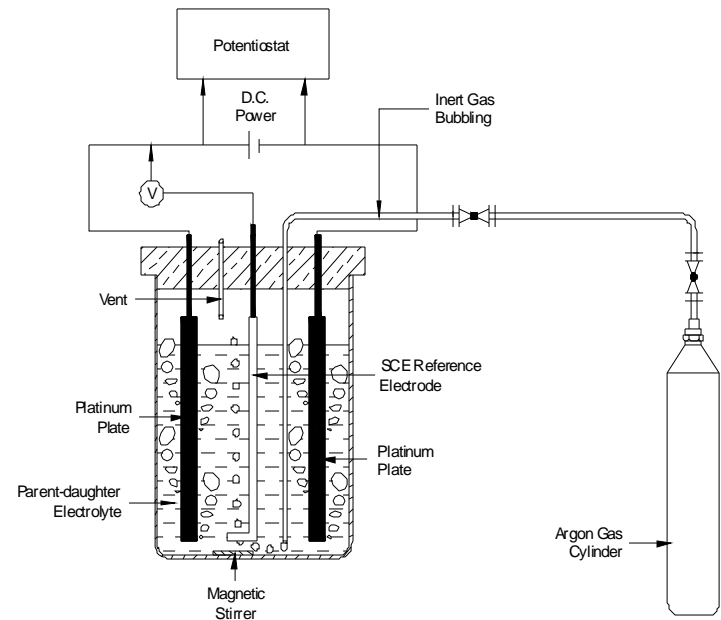 Potentiostat
D.C.
Power
Inert Gas
Bubbling
V
Vent
SCE Reference
Electrode
Platinum
Plate
Platinum
Plate
Parent-daughter
Electrolyte
Argon Gas
Cylinder
Magnetic
Stirrer